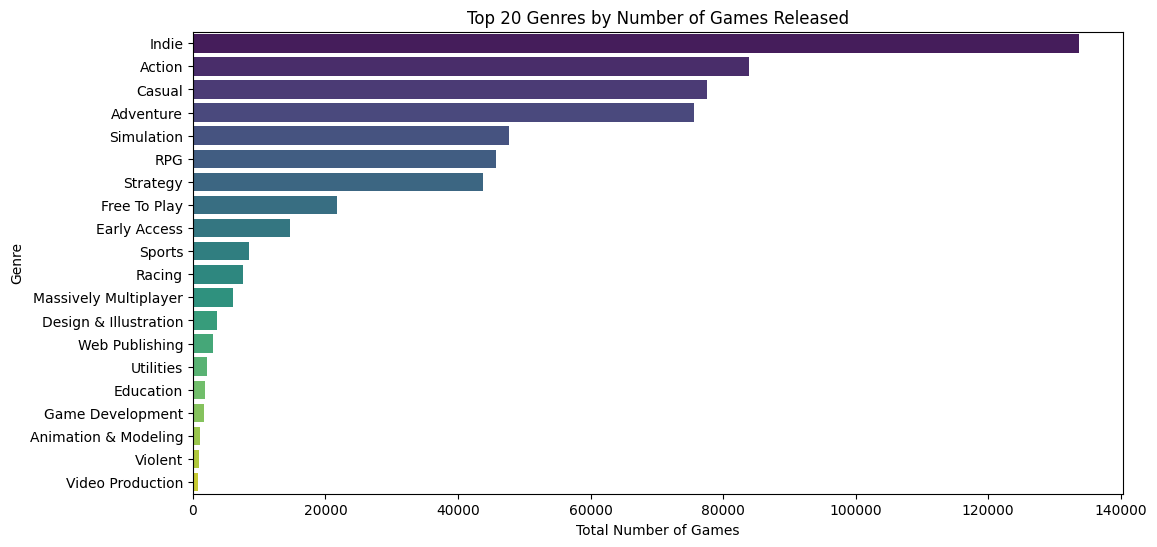 Top 20 Genres by Number of Games Released
Genre
Indie
Action
Casual
Adventure
Simulation
RPG
Strategy
Free To Play
Early Access
Sports
Racing
Massively Multiplayer
Design & Illustration
Web Publishing
Utilities
Education
Game Development
Animation & Modeling
Violent
Video Production
0 20000 40000 60000 80000 100000 120000 140000
Total Number of Games